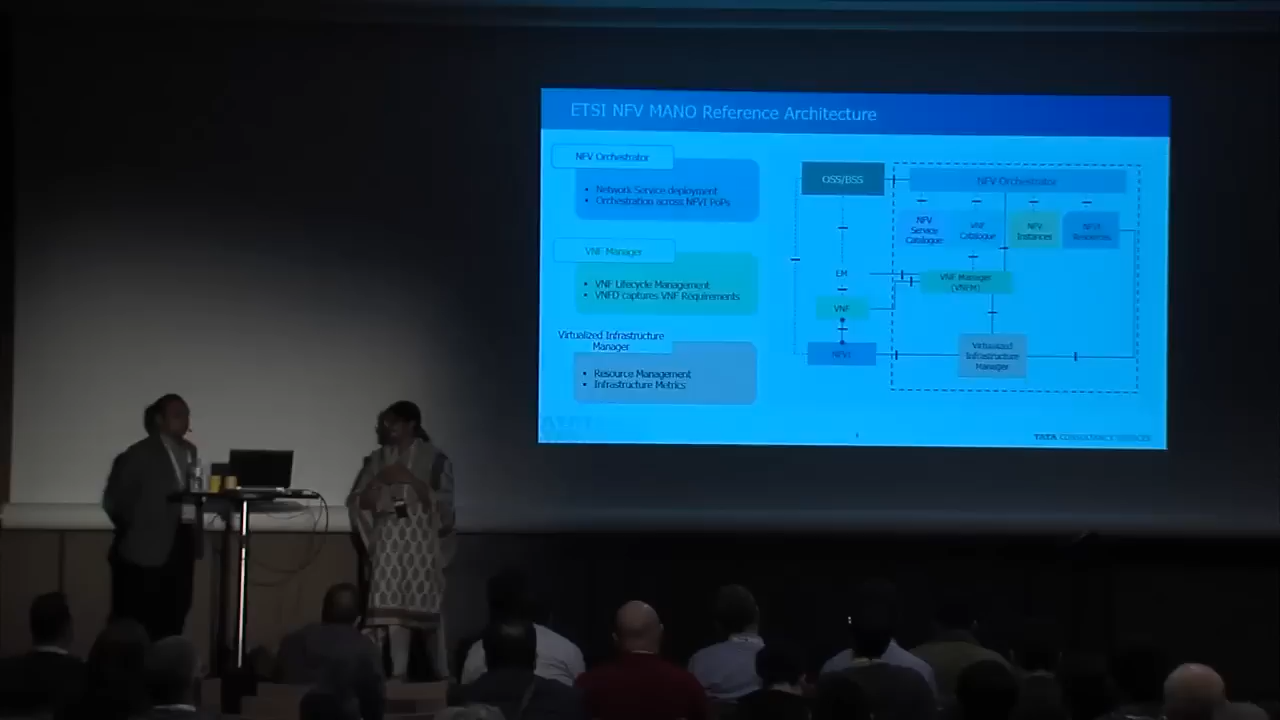 ETSI NFV MANO Reference Architecture
NFV Orchestrator
• Network Service deployment
• Orchestration across NFVI PoPs
VNF Manager
• VNF Lifecycle Management
• VNFD captures VNF Requirements
Virtualized Infrastructure
Manager
• Resource Management
• Infrastructure Metrics
OSS/BSS
NFV Orchestrator
NFV
Service
Catalogue
VNF
Catalogue
NFV
Instances
NFVI
Resources
EM
VNF Manager
(VNFM)
VNF
NFVI
Virtualized
Infrastructure
Manager
TATA CONSULTANCY SERVICES